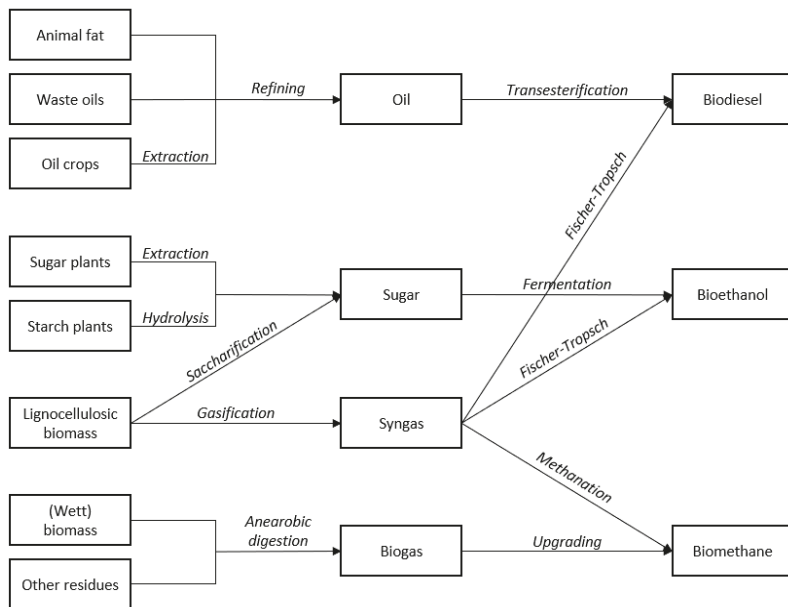 Animal fat
Waste oils
Refining
Oil
Transesterification
Biodiesel
Oil crops
Extraction
Fischer-Tropsch
Sugar plants
Extraction
Sugar
Fermentation
Bioethanol
Starch plants
Hydrolysis
Saccharification
Fischer-Tropsch
Lignocellulosic
biomass
Gasification
Syngas
Methanation
(Wett)
biomass
Anearobic
digestion
Biogas
Upgrading
Biomethane
Other residues